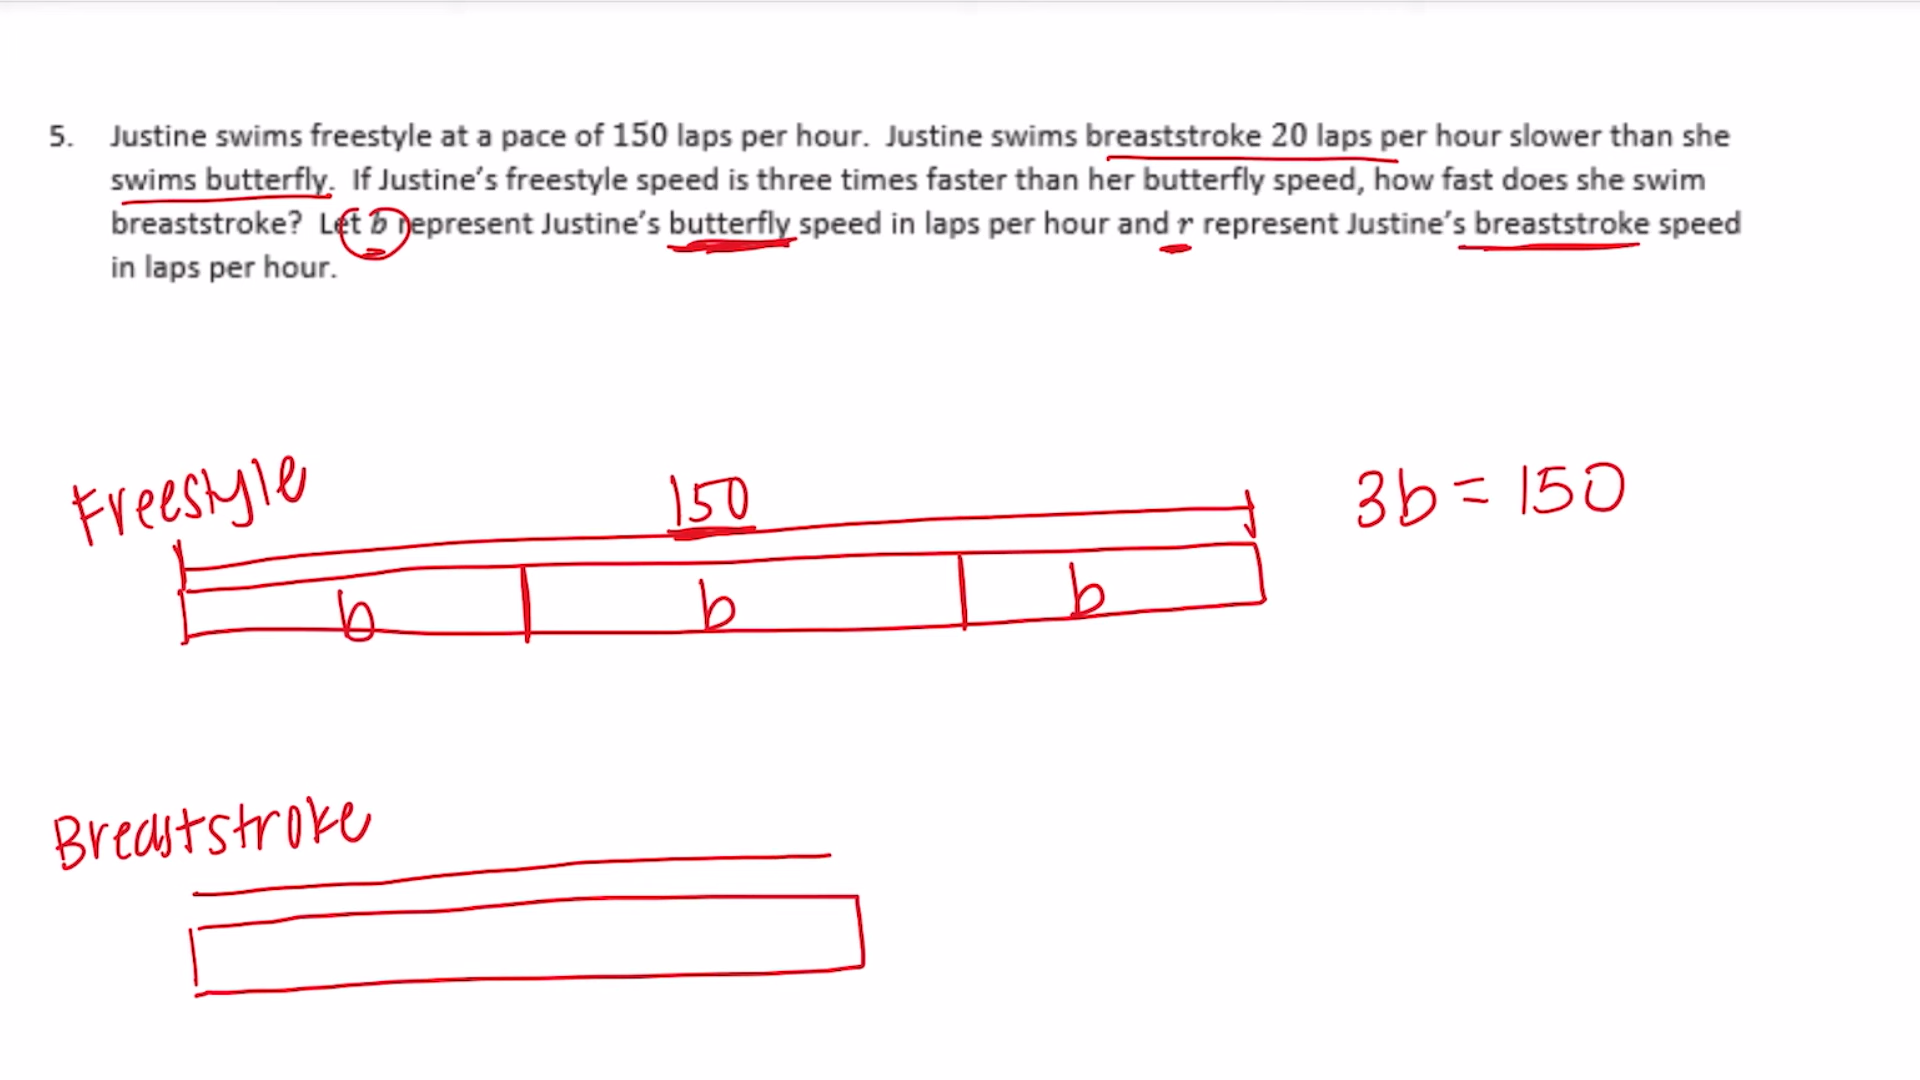 5. Justine swims freestyle at a pace of 150 laps per hour. Justine swims breaststroke 20 laps per hour slower than she
swims butterfly. If Justine's freestyle speed is three times faster than her butterfly speed, how fast does she swim
breaststroke? Let b represent Justine's butterfly speed in laps per hour and r represent Justine's breaststroke speed
in laps per hour.
Freestyle
150
3b = 150
b b b
Breaststroke